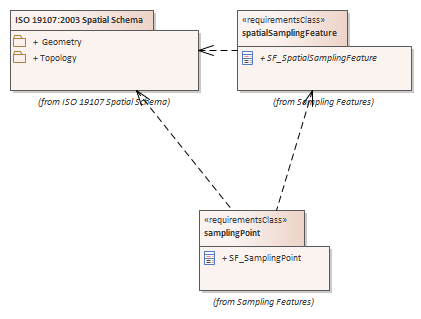 ISO 19107:2003 Spatial Schema
+ Geometry
+ Topology
(from ISO 19107 Spatial Schema)
«requirementsClass»
spatialSamplingFeature
+ SF_SpatialSamplingFeature
(from Sampling Features)
«requirementsClass»
samplingPoint
+ SF_SamplingPoint
(from Sampling Features)